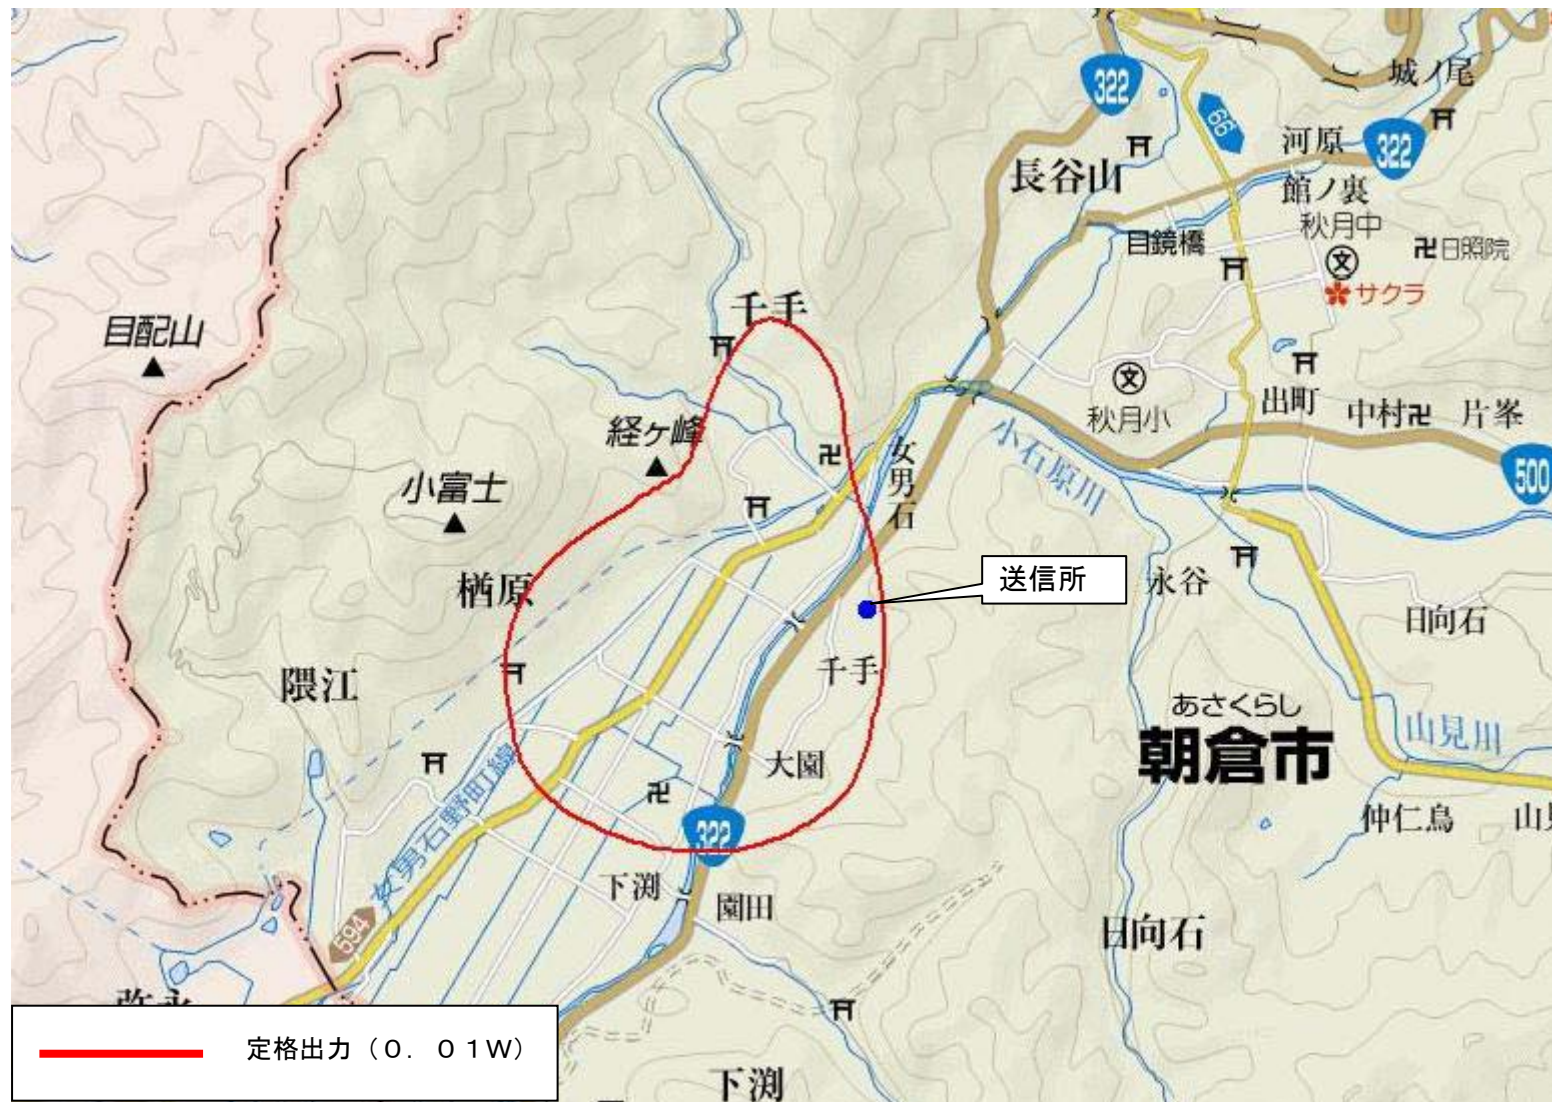 322
城ノ尾
66
河原
322
長谷山
館ノ裏
秋月中
目鏡橋
卍日照院
サクラ
千手
目配山
文
出町
秋月小
中村卍
片峯
経ヶ峰
女男石
小石原川
500
小富士
送信所
永谷
楢原
日向石
千手
隈江
あさくらし
朝倉市
山見川
大園
女男石野町線
322
仲仁鳥
下渕
園田
594
日向石
定格出力(0.01W)
下渕